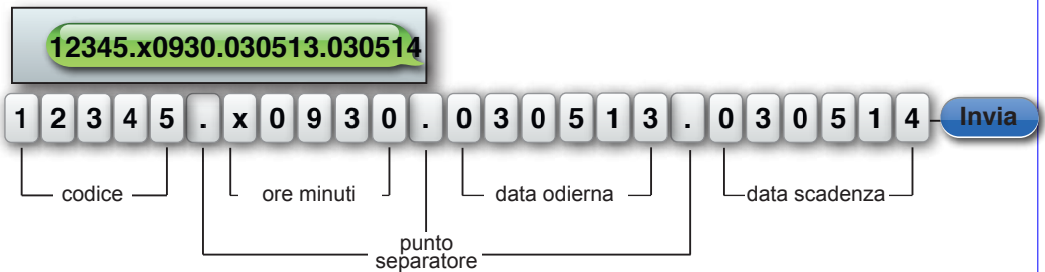 12345.x0930.030513.030514
1 2 3 4 5 . x 0 9 3 0 . 0 3 0 5 1 3 . 0 3 0 5 1 4 Invia
codice ore minuti data odierna data scadenza
punto
separatore